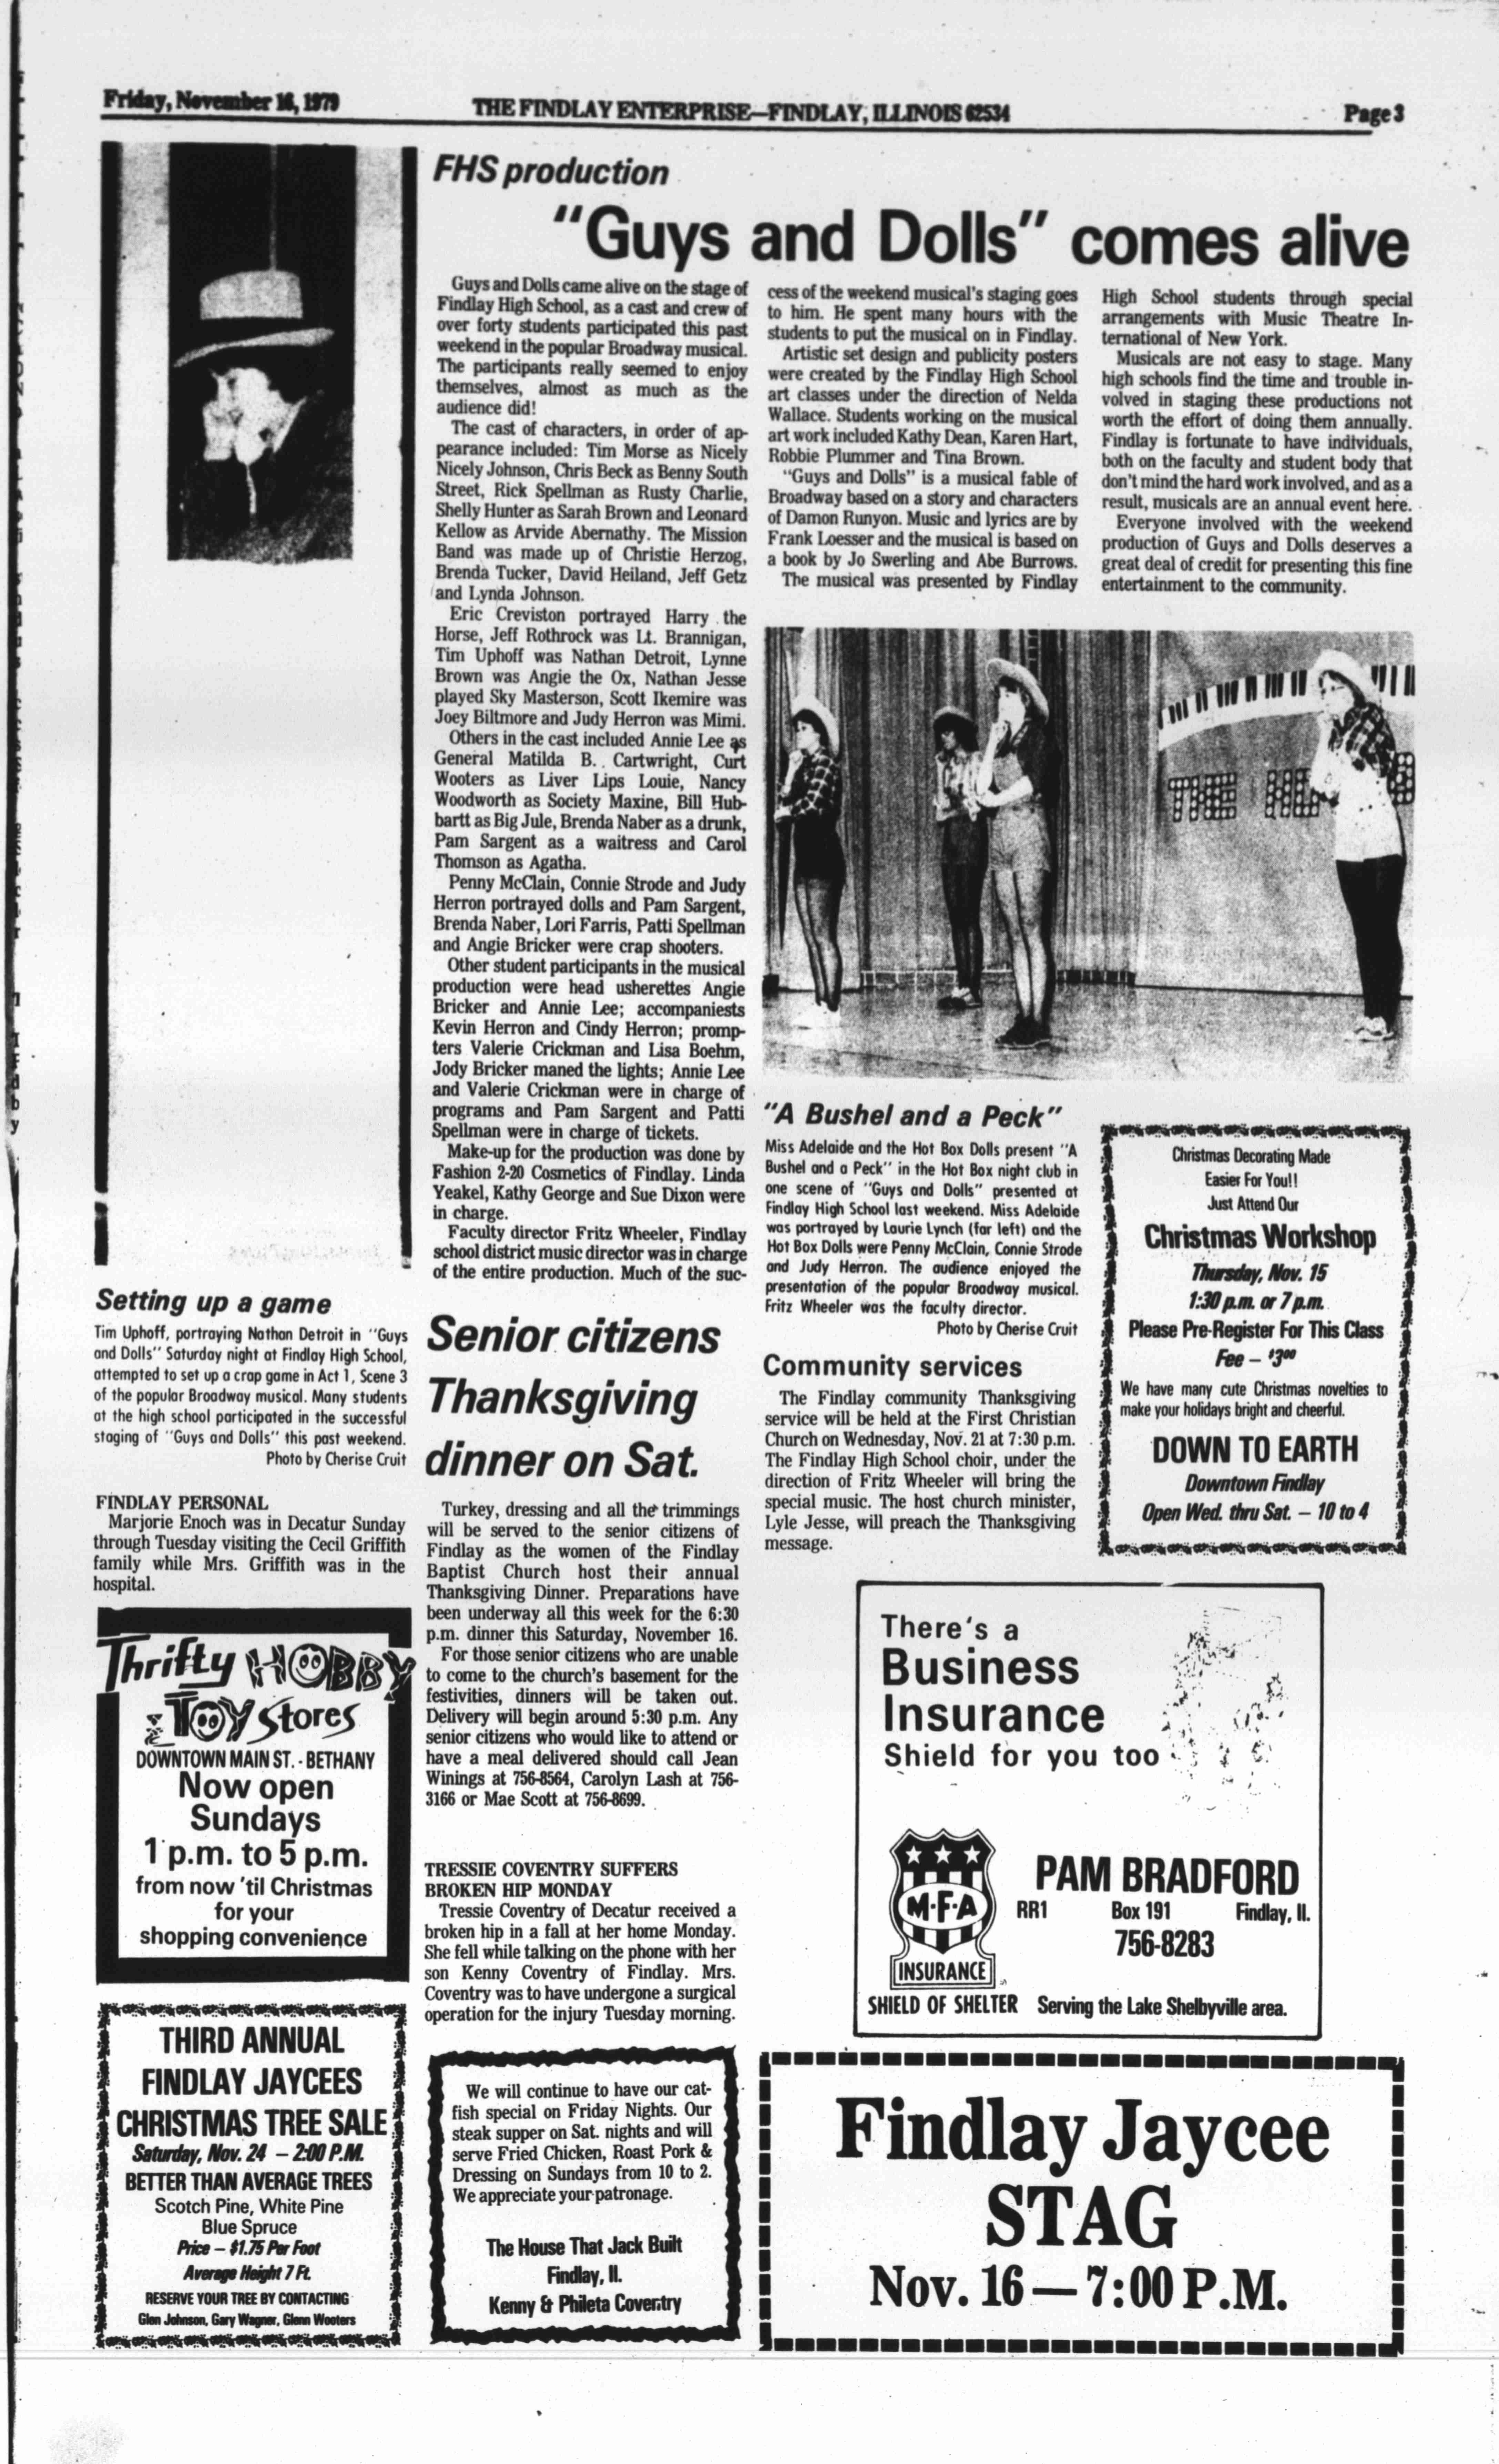 Friday, November 16, 1979
THE FINDLAY ENTERPRISE—FINDLAY, ILLINOIS 62534
Page 3
FHS production
"Guys and Dolls" comes alive
Guys and Dolls came alive on the stage of
Findlay High School, as a cast and crew of
over forty students participated this past
weekend in the popular Broadway musical.
The participants really seemed to enjoy
themselves, almost as much as the
audience did!
The cast of characters, in order of ap-
pearance included: Tim Morse as Nicely
Nicely Johnson, Chris Beck as Benny South
Street, Rick Spellman as Rusty Charlie,
Shelly Hunter as Sarah Brown and Leonard
Kellow as Arvide Abernathy. The Mission
Band was made up of Christie Herzog,
Brenda Tucker, David Heiland, Jeff Getz
and Lynda Johnson.
Eric Creviston portrayed Harry the
Horse, Jeff Rothrock was Lt. Brannigan,
Tim Uphoff was Nathan Detroit, Lynne
Brown was Angie the Ox, Nathan Jesse
played Sky Masterson, Scott Ikemire was
Joey Biltmore and Judy Herron was Mimi.
Others in the cast included Annie Lee as
General Matilda B. Cartwright, Curt
Wooters as Liver Lips Louie, Nancy
Woodworth as Society Maxine, Bill Hub-
bartt as Big Jule, Brenda Naber as a drunk,
Pam Sargent as a waitress and Carol
Thomson as Agatha.
Penny McClain, Connie Strode and Judy
Herron portrayed dolls and Pam Sargent,
Brenda Naber, Lori Farris, Patti Spellman
and Angie Bricker were crap shooters.
Other student participants in the musical
production were head usherettes Angie
Bricker and Annie Lee; accompaniests
Kevin Herron and Cindy Herron; promp-
ters Valerie Crickman and Lisa Boehm,
Jody Bricker maned the lights; Annie Lee
and Valerie Crickman were in charge of
programs and Pam Sargent and Patti
Spellman were in charge of tickets.
Make-up for the production was done by
Fashion 2-20 Cosmetics of Findlay. Linda
Yeakel, Kathy George and Sue Dixon were
in charge.
Faculty director Fritz Wheeler, Findlay
school district music director was in charge
of the entire production. Much of the suc-
cess of the weekend musical's staging goes
to him. He spent many hours with the
students to put the musical on in Findlay.
Artistic set design and publicity posters
were created by the Findlay High School
art classes under the direction of Nelda
Wallace. Students working on the musical
art work included Kathy Dean, Karen Hart,
Robbie Plummer and Tina Brown.
"Guys and Dolls" is a musical fable of
Broadway based on a story and characters
of Damon Runyon. Music and lyrics are by
Frank Loesser and the musical is based on
a book by Jo Swerling and Abe Burrows.
The musical was presented by Findlay
High School students through special
arrangements with Music Theatre In-
ternational of New York.
Musicals are not easy to stage. Many
high schools find the time and trouble in-
volved in staging these productions not
worth the effort of doing them annually.
Findlay is fortunate to have individuals,
both on the faculty and student body that
don't mind the hard work involved, and as a
result, musicals are an annual event here.
Everyone involved with the weekend
production of Guys and Dolls deserves a
great deal of credit for presenting this fine
entertainment to the community.
THE
"A Bushel and a Peck"
Miss Adelaide and the Hot Box Dolls present "A
Bushel and a Peck" in the Hot Box night club in
one scene of "Guys and Dolls" presented at
Findlay High School last weekend. Miss Adelaide
was portrayed by Laurie Lynch (far left) and the
Hot Box Dolls were Penny McClain, Connie Strode
and Judy Herron. The audience enjoyed the
presentation of the popular Broadway musical.
Fritz Wheeler was the faculty director.
Photo by Cherise Cruit
Community services
The Findlay community Thanksgiving
service will be held at the First Christian
Church on Wednesday, Nov. 21 at 7:30 p.m.
The Findlay High School choir, under the
direction of Fritz Wheeler will bring the
special music. The host church minister,
Lyle Jesse, will preach the Thanksgiving
message.
Christmas Decorating Made
Easier For You!!
Just Attend Our
Christmas Workshop
Thursday, Nov. 15
1:30 p.m. or 7 p.m.
Please Pre-Register For This Class
Fee – $3⁰⁰
We have many cute Christmas novelties to
make your holidays bright and cheerful.
DOWN TO EARTH
Downtown Findlay
Open Wed. thru Sat. – 10 to 4
Setting up a game
Tim Uphoff, portraying Nathan Detroit in "Guys
and Dolls" Saturday night at Findlay High School,
attempted to set up a crap game in Act 1, Scene 3
of the popular Broadway musical. Many students
at the high school participated in the successful
staging of "Guys and Dolls" this past weekend.
Photo by Cherise Cruit
FINDLAY PERSONAL
Marjorie Enoch was in Decatur Sunday
through Tuesday visiting the Cecil Griffith
family while Mrs. Griffith was in the
hospital.
Thrifty HOBBY
& TOY Stores
DOWNTOWN MAIN ST. - BETHANY
Now open
Sundays
1 p.m. to 5 p.m.
from now 'til Christmas
for your
shopping convenience
THIRD ANNUAL
FINDLAY JAYCEES
CHRISTMAS TREE SALE
Saturday, Nov. 24 – 2:00 P.M.
BETTER THAN AVERAGE TREES
Scotch Pine, White Pine
Blue Spruce
Price – $1.75 Per Foot
Average Height 7 Ft.
RESERVE YOUR TREE BY CONTACTING
Glen Johnson, Gary Wagner, Glenn Wooters
Senior citizens
Thanksgiving
dinner on Sat.
Turkey, dressing and all the trimmings
will be served to the senior citizens of
Findlay as the women of the Findlay
Baptist Church host their annual
Thanksgiving Dinner. Preparations have
been underway all this week for the 6:30
p.m. dinner this Saturday, November 16.
For those senior citizens who are unable
to come to the church's basement for the
festivities, dinners will be taken out.
Delivery will begin around 5:30 p.m. Any
senior citizens who would like to attend or
have a meal delivered should call Jean
Winings at 756-8564, Carolyn Lash at 756-
3166 or Mae Scott at 756-8699.
TRESSIE COVENTRY SUFFERS
BROKEN HIP MONDAY
Tressie Coventry of Decatur received a
broken hip in a fall at her home Monday.
She fell while talking on the phone with her
son Kenny Coventry of Findlay. Mrs.
Coventry was to have undergone a surgical
operation for the injury Tuesday morning.
We will continue to have our cat-
fish special on Friday Nights. Our
steak supper on Sat. nights and will
serve Fried Chicken, Roast Pork &
Dressing on Sundays from 10 to 2.
We appreciate your patronage.
The House That Jack Built
Findlay, Il.
Kenny & Phileta Coventry
There's a
Business
Insurance
Shield for you too
M·F·A
INSURANCE
SHIELD OF SHELTER
PAM BRADFORD
RR1 Box 191 Findlay, Il.
756-8283
Serving the Lake Shelbyville area.
Findlay Jaycee
STAG
Nov. 16—7:00 P.M.